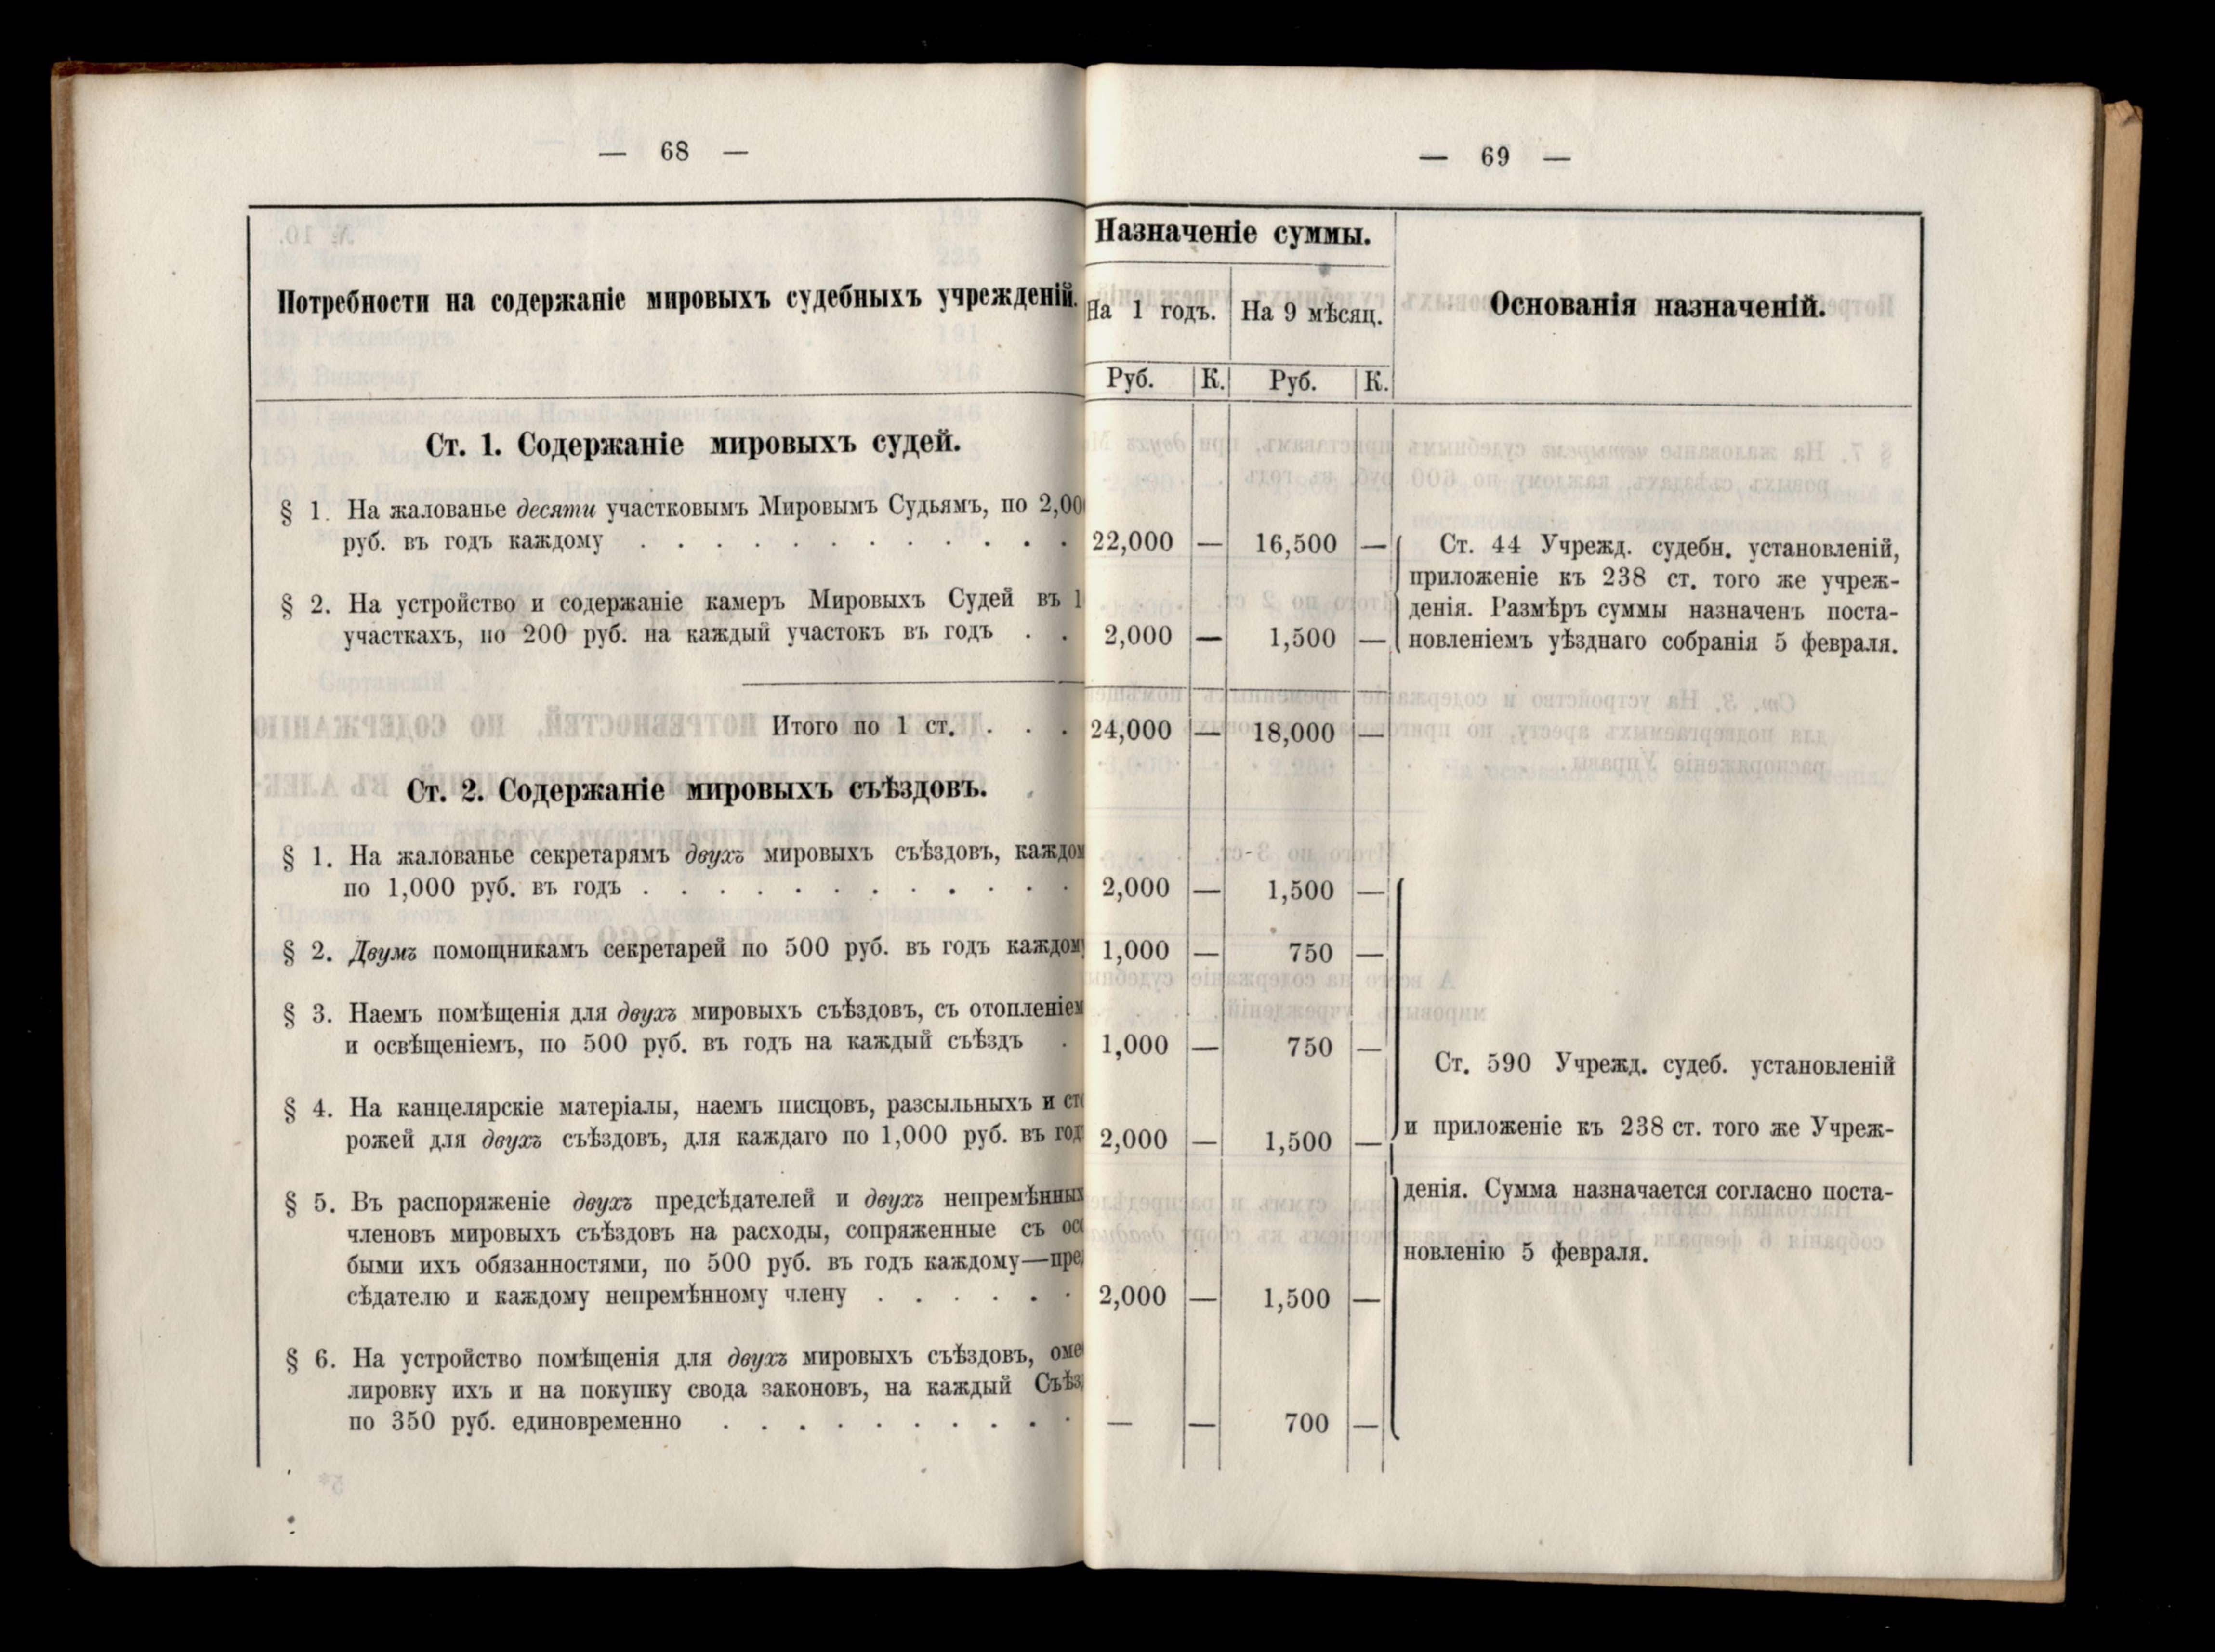 — 68 —
Потребности на содержаніе мировыхъ судебныхъ учрежденій.
Ст. 1. Содержаніе мировыхъ судей.
§ 1. На жалованье десяти участковымъ Мировымъ Судьямъ, по 2,00
руб. въ годъ каждому . . . . . . . . . . . .
§ 2. На устройство и содержаніе камеръ Мировыхъ Судей въ 1
участкахъ, по 200 руб. на каждый участокъ въ годъ . .
Итого по 1 ст. . . .
Ст. 2. Содержаніе мировыхъ съѣздовъ.
§ 1. На жалованье секретарямъ двухъ мировыхъ съѣздовъ, каждом
по 1,000 руб. въ годъ . . . . . . . . . . . .
§ 2. Двумъ помощникамъ секретарей по 500 руб. въ годъ каждому
§ 3. Наемъ помѣщенія для двухъ мировыхъ съѣздовъ, съ отопленіем
и освѣщеніемъ, по 500 руб. въ годъ на каждый съѣздъ .
§ 4. На канцелярскіе матеріалы, наемъ писцовъ, разсыльныхъ и сто
рожей для двухъ съѣздовъ, для каждаго по 1,000 руб. въ год
§ 5. Въ распоряженіе двухъ предсѣдателей и двухъ непремѣнных
членовъ мировыхъ съѣздовъ на расходы, сопряженные съ осо
быми ихъ обязанностями, по 500 руб. въ годъ каждому—пред
сѣдателю и каждому непремѣнному члену . . . . . .
§ 6. На устройство помѣщенія для двухъ мировыхъ съѣздовъ, оме
лировку ихъ и на покупку свода законовъ, на каждый Съѣз
по 350 руб. единовременно . . . . . . . . . .
— 69 —
Назначеніе суммы.
На 1 годъ. На 9 мѣсяц.
Руб. К. Руб. К.
Основанія назначеній.
22,000 — 16,500 —
2,000 — 1,500 —
24,000 — 18,000 —
2,000 — 1,500 —
1,000 — 750 —
1,000 — 750 —
2,000 — 1,500 —
2,000 — 1,500 —
— — 700 —
Ст. 44 Учрежд. судебн. установленій,
приложеніе къ 238 ст. того же учреж-
денія. Размѣръ суммы назначенъ поста-
новленіемъ уѣзднаго собранія 5 февраля.
Ст. 590 Учрежд. судеб. установленій
и приложеніе къ 238 ст. того же Учреж-
денія. Сумма назначается согласно поста-
новленію 5 февраля.